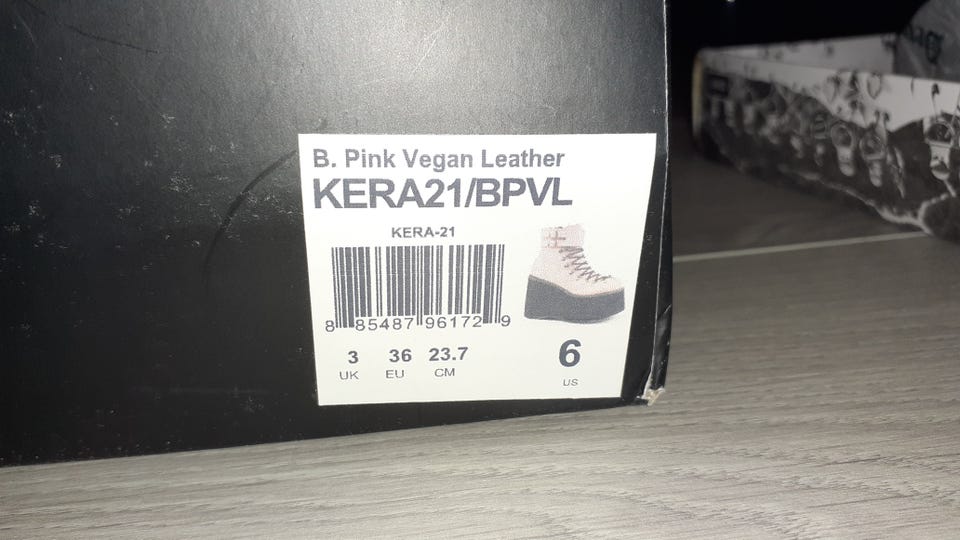 B. Pink Vegan Leather
KERA21/BPVL
KERA-21
8 85487 96172 9
3 36 23.7 6
UK EU CM US